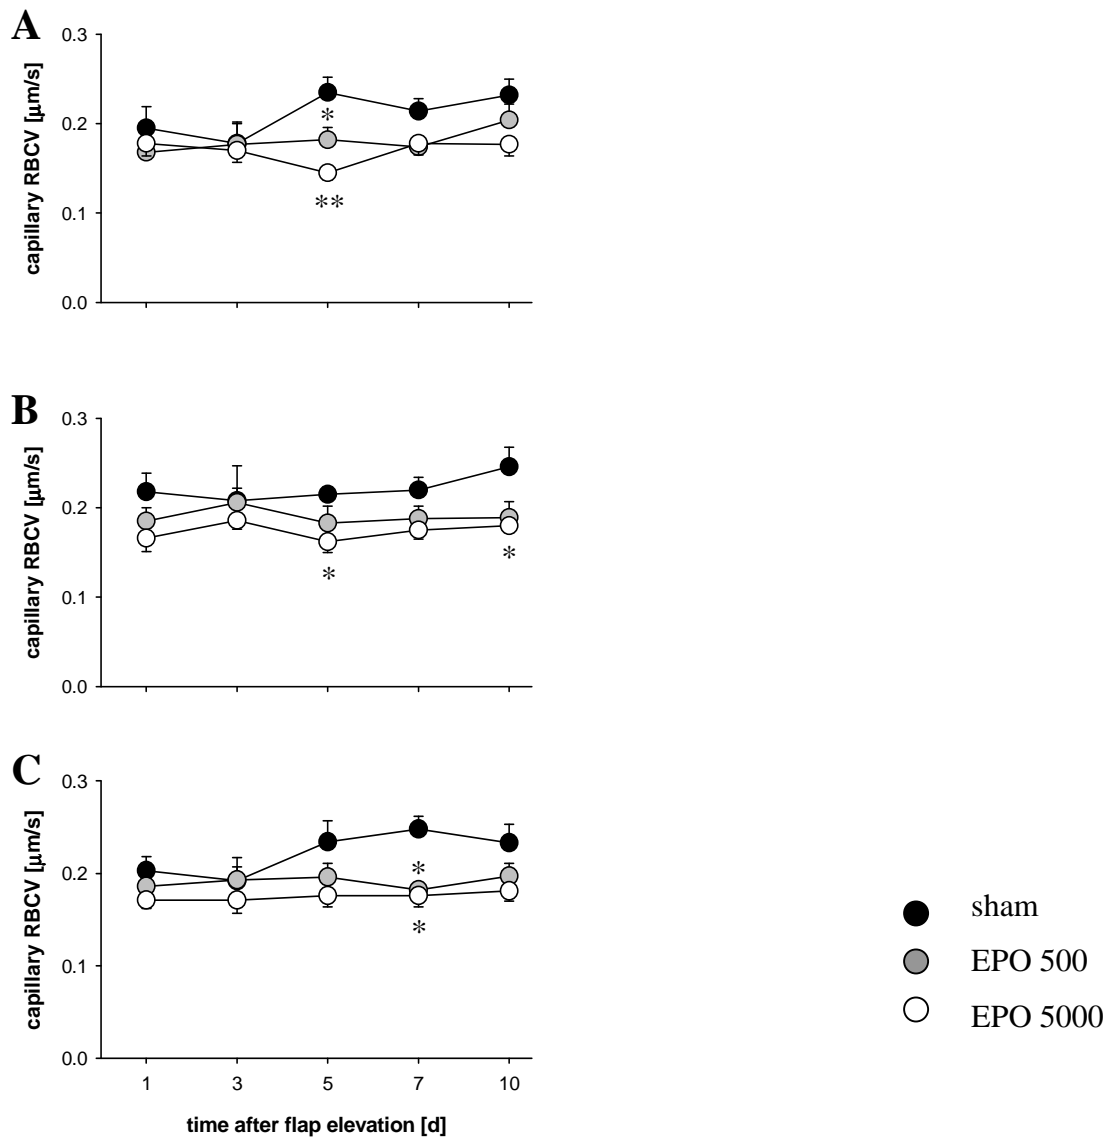 A
0.3
0.2
0.1
0.0
capillary RBCV [µm/s]
*
**
B
0.3
0.2
0.1
0.0
capillary RBCV [µm/s]
*
*
C
0.3
0.2
0.1
0.0
capillary RBCV [µm/s]
*
*
1 3 5 7 10
time after flap elevation [d]
sham
EPO 500
EPO 5000